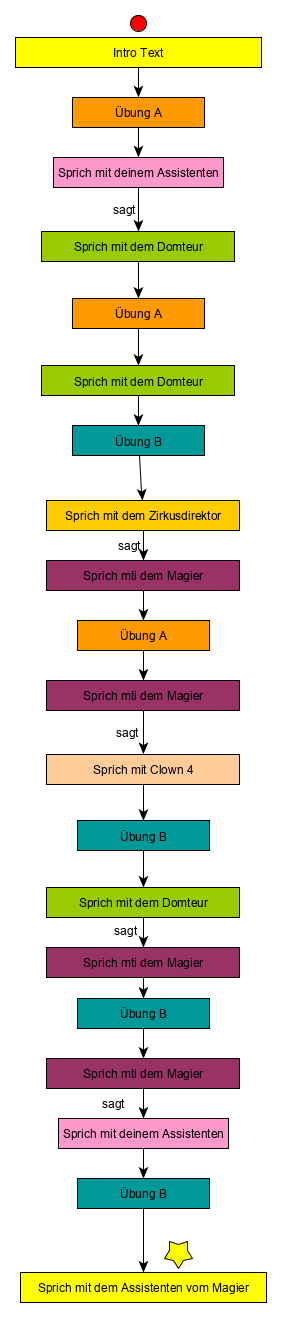 Intro Text
Übung A
Sprich mit deinem Assistenten
sagt
Sprich mit dem Domteur
Übung A
Sprich mit dem Domteur
Übung B
Sprich mit dem Zirkusdirektor
sagt
Sprich mti dem Magier
Übung A
Sprich mti dem Magier
sagt
Sprich mit Clown 4
Übung B
Sprich mit dem Domteur
sagt
Sprich mti dem Magier
Übung B
Sprich mti dem Magier
sagt
Sprich mit deinem Assistenten
Übung B
Sprich mit dem Assistenten vom Magier